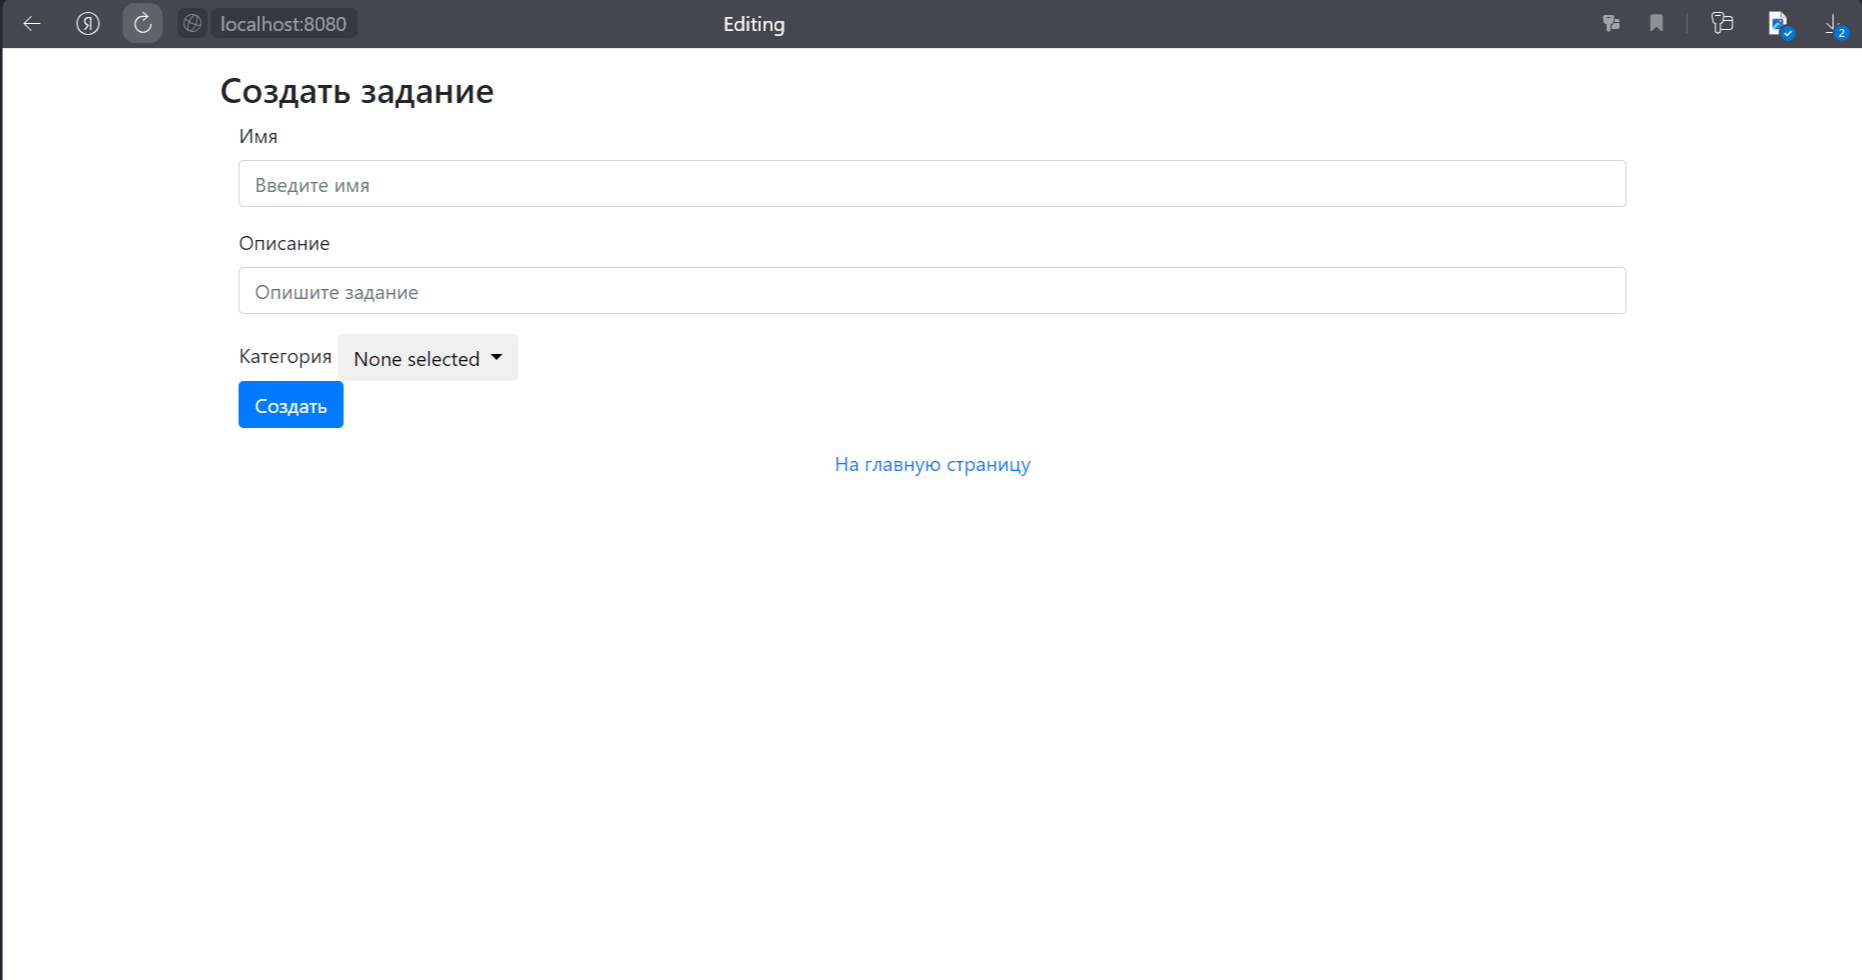 localhost:8080 Editing 2
Создать задание
Имя
Введите имя
Описание
Опишите задание
Категория None selected
Создать
На главную страницу